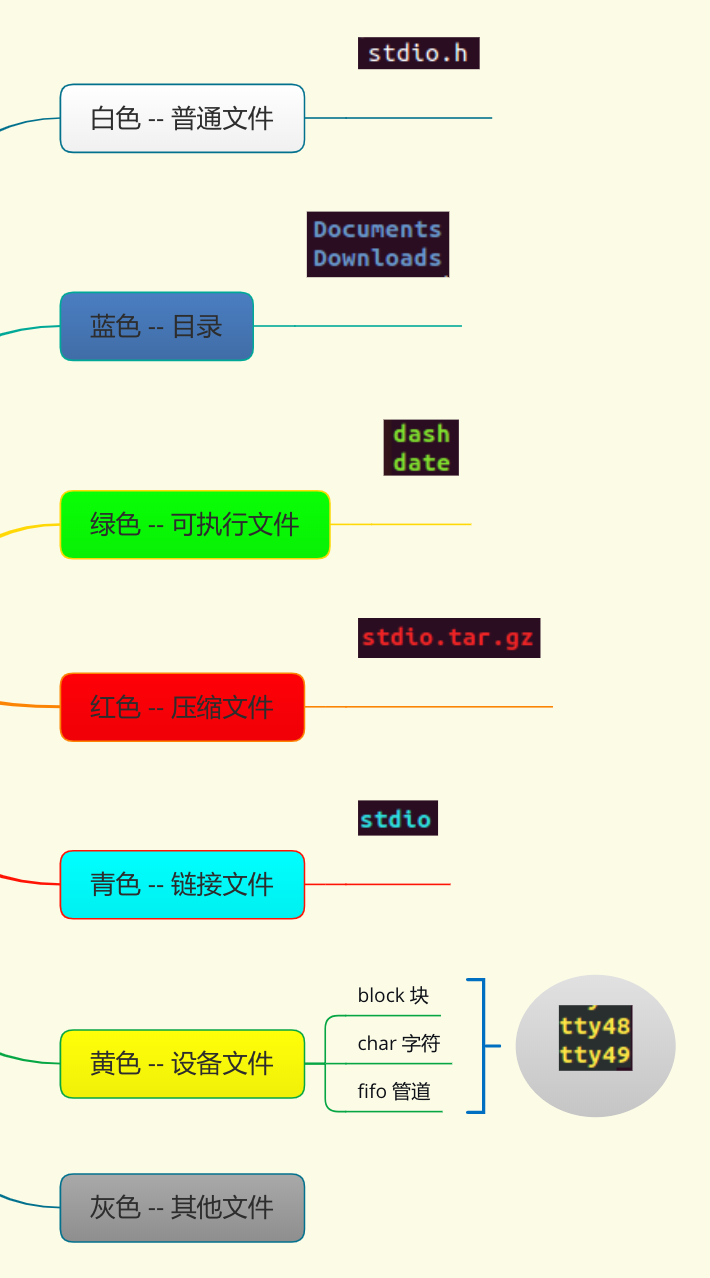 stdio.h
白色 -- 普通文件
Documents
Downloads
蓝色 -- 目录
dash
date
绿色 -- 可执行文件
stdio.tar.gz
红色 -- 压缩文件
stdio
青色 -- 链接文件
黄色 -- 设备文件
block 块
char 字符
fifo 管道
tty48
tty49
灰色 -- 其他文件